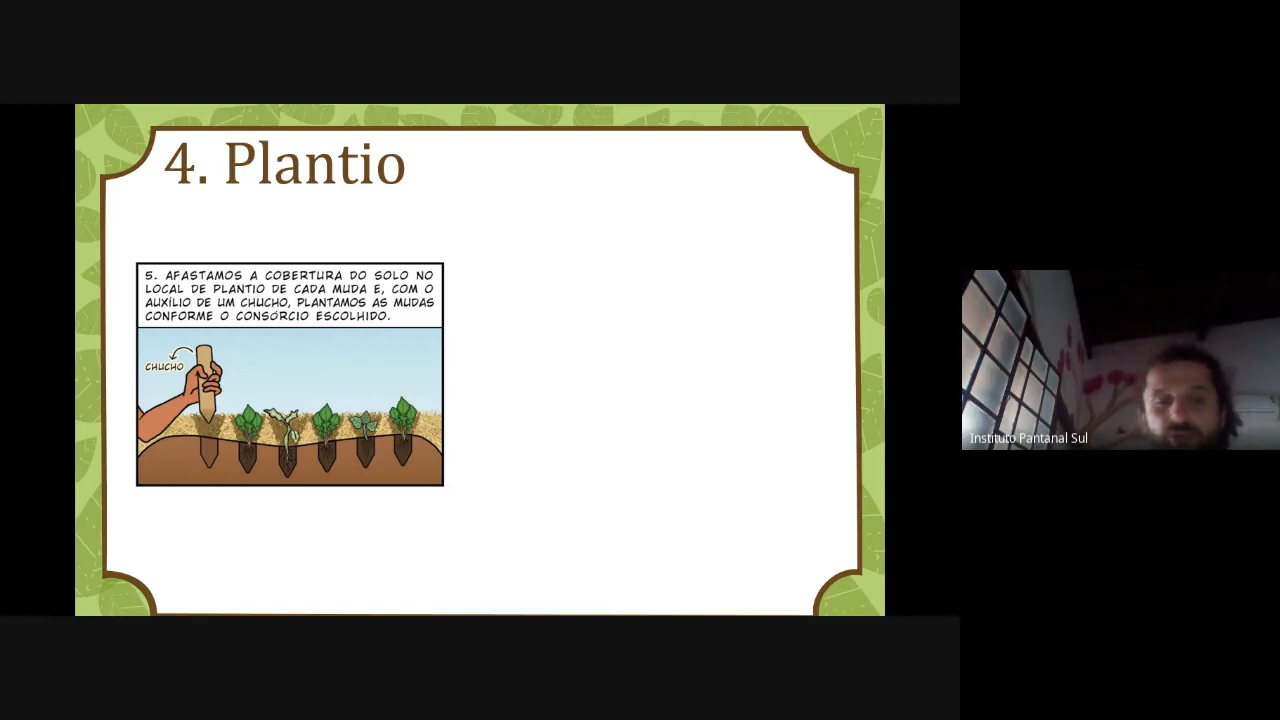 4. Plantio
5. AFASTAMOS A COBERTURA DO SOLO NO
LOCAL DE PLANTIO DE CADA MUDA E, COM O
AUXÍLIO DE UM CHUCHO, PLANTAMOS AS MUDAS
CONFORME O CONSÓRCIO ESCOLHIDO.
CHUCHO
Instituto Pantanal Sul